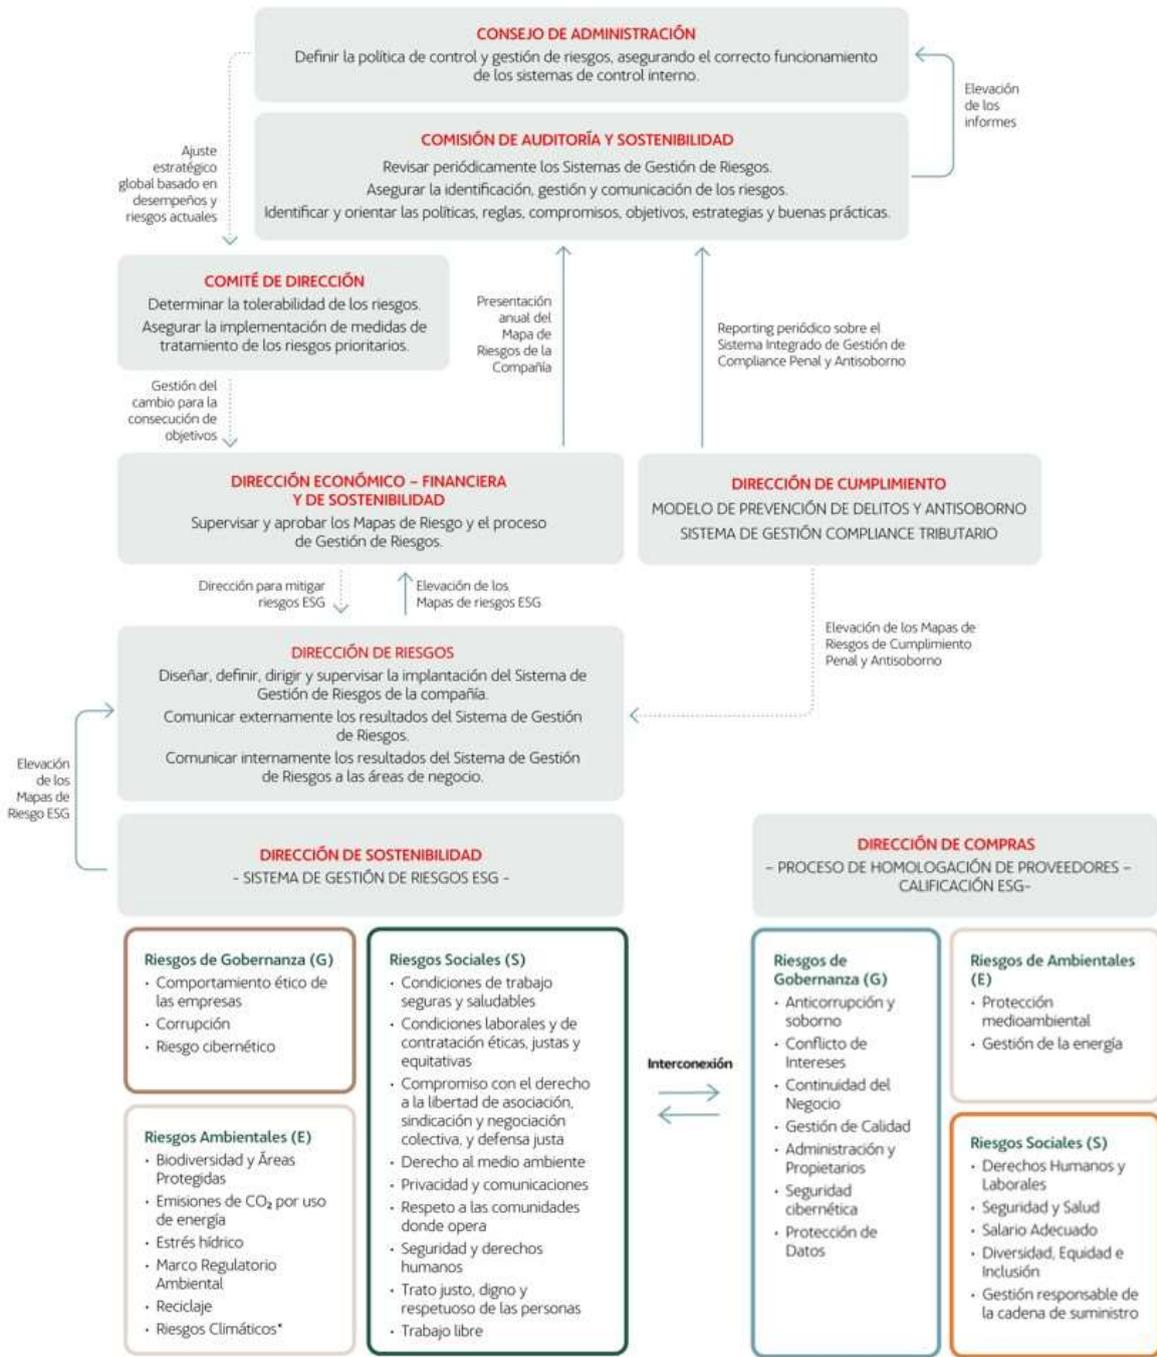 CONSEJO DE ADMINISTRACIÓN
Definir la política de control y gestión de riesgos, asegurando el correcto funcionamiento
de los sistemas de control interno.
Elevación
de los
informes
COMISIÓN DE AUDITORÍA Y SOSTENIBILIDAD
Revisar periódicamente los Sistemas de Gestión de Riesgos.
Asegurar la identificación, gestión y comunicación de los riesgos.
Identificar y orientar las políticas, reglas, compromisos, objetivos, estrategias y buenas prácticas.
Ajuste
estratégico
global basado en
desempeños y
riesgos actuales
COMITÉ DE DIRECCIÓN
Determinar la tolerabilidad de los riesgos.
Asegurar la implementación de medidas de
tratamiento de los riesgos prioritarios.
Presentación
anual del
Mapa de
Riesgos de la
Compañía
Reporting periódico sobre el
Sistema Integrado de Gestión de
Compliance Penal y Antisoborno
Gestión del
cambio para la
consecución de
objetivos
DIRECCIÓN ECONÓMICO – FINANCIERA
Y DE SOSTENIBILIDAD
Supervisar y aprobar los Mapas de Riesgo y el proceso
de Gestión de Riesgos.
DIRECCIÓN DE CUMPLIMIENTO
MODELO DE PREVENCIÓN DE DELITOS Y ANTISOBORNO
SISTEMA DE GESTIÓN COMPLIANCE TRIBUTARIO
Dirección para mitigar
riesgos ESG
Elevación de los
Mapas de riesgos ESG
Elevación de los Mapas de
Riesgos de Cumplimiento
Penal y Antisoborno
DIRECCIÓN DE RIESGOS
Diseñar, definir, dirigir y supervisar la implantación del Sistema de
Gestión de Riesgos de la compañía.
Comunicar externamente los resultados del Sistema de Gestión
de Riesgos.
Comunicar internamente los resultados del Sistema de Gestión
de Riesgos a las áreas de negocio.
Elevación
de los
Mapas de
Riesgo ESG
DIRECCIÓN DE SOSTENIBILIDAD
- SISTEMA DE GESTIÓN DE RIESGOS ESG -
DIRECCIÓN DE COMPRAS
– PROCESO DE HOMOLOGACIÓN DE PROVEEDORES –
CALIFICACIÓN ESG–
Riesgos de Gobernanza (G)
· Comportamiento ético de
las empresas
· Corrupción
· Riesgo cibernético
Riesgos Ambientales (E)
· Biodiversidad y Áreas
Protegidas
· Emisiones de CO₂ por uso
de energía
· Estrés hídrico
· Marco Regulatorio
Ambiental
· Reciclaje
· Riesgos Climáticos*
Riesgos Sociales (S)
· Condiciones de trabajo
seguras y saludables
· Condiciones laborales y de
contratación éticas, justas y
equitativas
· Compromiso con el derecho
a la libertad de asociación,
sindicación y negociación
colectiva, y defensa justa
· Derecho al medio ambiente
· Privacidad y comunicaciones
· Respeto a las comunidades
donde opera
· Seguridad y derechos
humanos
· Trato justo, digno y
respetuoso de las personas
· Trabajo libre
Interconexión
Riesgos de
Gobernanza (G)
· Anticorrupción y
soborno
· Conflicto de
Intereses
· Continuidad del
Negocio
· Gestión de Calidad
· Administración y
Propietarios
· Seguridad
cibernética
· Protección de
Datos
Riesgos de Ambientales
(E)
· Protección
medioambiental
· Gestión de la energía
Riesgos Sociales (S)
· Derechos Humanos y
Laborales
· Seguridad y Salud
· Salario Adecuado
· Diversidad, Equidad e
Inclusión
· Gestión responsable de
la cadena de suministro